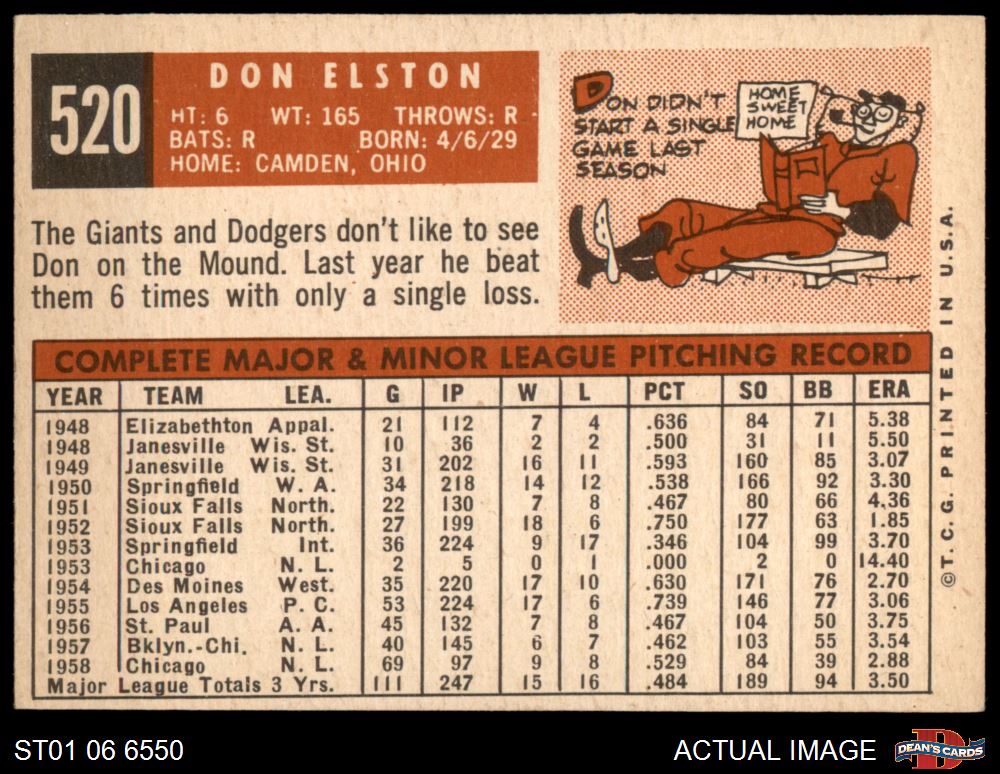 520
DON ELSTON
HT: 6 WT: 165 THROWS: R
BATS: R BORN: 4/6/29
HOME: CAMDEN, OHIO
The Giants and Dodgers don't like to see
Don on the Mound. Last year he beat
them 6 times with only a single loss.
DON DIDN'T
START A SINGLE
GAME LAST
SEASON
HOME
SWEET
HOME
COMPLETE MAJOR & MINOR LEAGUE PITCHING RECORD
YEAR TEAM LEA. G IP W L PCT SO BB ERA
1948 Elizabethton Appal. 21 112 7 4 .636 84 71 5.38
1948 Janesville Wis. St. 10 36 2 2 .500 31 11 5.50
1949 Janesville Wis. St. 31 202 16 11 .593 160 85 3.07
1950 Springfield W. A. 34 218 14 12 .538 166 92 3.30
1951 Sioux Falls North. 22 130 7 8 .467 80 66 4.36
1952 Sioux Falls North. 27 199 18 6 .750 177 63 1.85
1953 Springfield Int. 36 224 9 17 .346 104 99 3.70
1953 Chicago N. L. 2 5 0 1 .000 2 0 14.40
1954 Des Moines West. 35 220 17 10 .630 171 76 2.70
1955 Los Angeles P. C. 53 224 17 6 .739 146 77 3.06
1956 St. Paul A. A. 45 132 7 8 .467 104 50 3.75
1957 Bklyn.-Chi. N. L. 40 145 6 7 .462 103 55 3.54
1958 Chicago N. L. 69 97 9 8 .529 84 39 2.88
Major League Totals 3 Yrs. 111 247 15 16 .484 189 94 3.50
©T. C. G. PRINTED IN U.S.A.
ST01 06 6550
ACTUAL IMAGE
DEAN'S CARDS